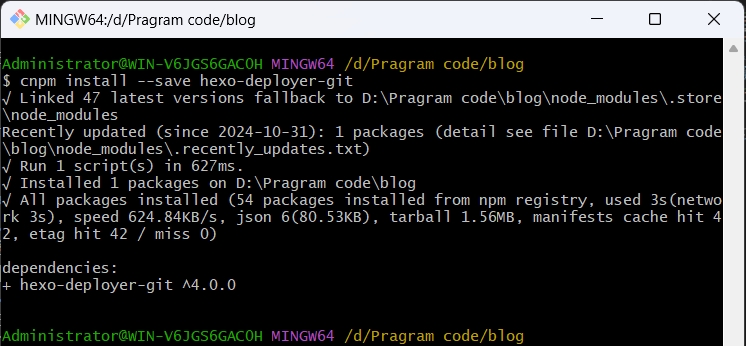 MINGW64:/d/Pragram code/blog
Administrator@WIN-V6JGS6GAC0H MINGW64 /d/Pragram code/blog
$ cnpm install --save hexo-deployer-git
√ Linked 47 latest versions fallback to D:\Pragram code\blog\node_modules\.store
\node_modules
Recently updated (since 2024-10-31): 1 packages (detail see file D:\Pragram code
\blog\node_modules\.recently_updates.txt)
√ Run 1 script(s) in 627ms.
√ Installed 1 packages on D:\Pragram code\blog
√ All packages installed (54 packages installed from npm registry, used 3s(netwo
rk 3s), speed 624.84KB/s, json 6(80.53KB), tarball 1.56MB, manifests cache hit 4
2, etag hit 42 / miss 0)
dependencies:
+ hexo-deployer-git ^4.0.0
Administrator@WIN-V6JGS6GAC0H MINGW64 /d/Pragram code/blog